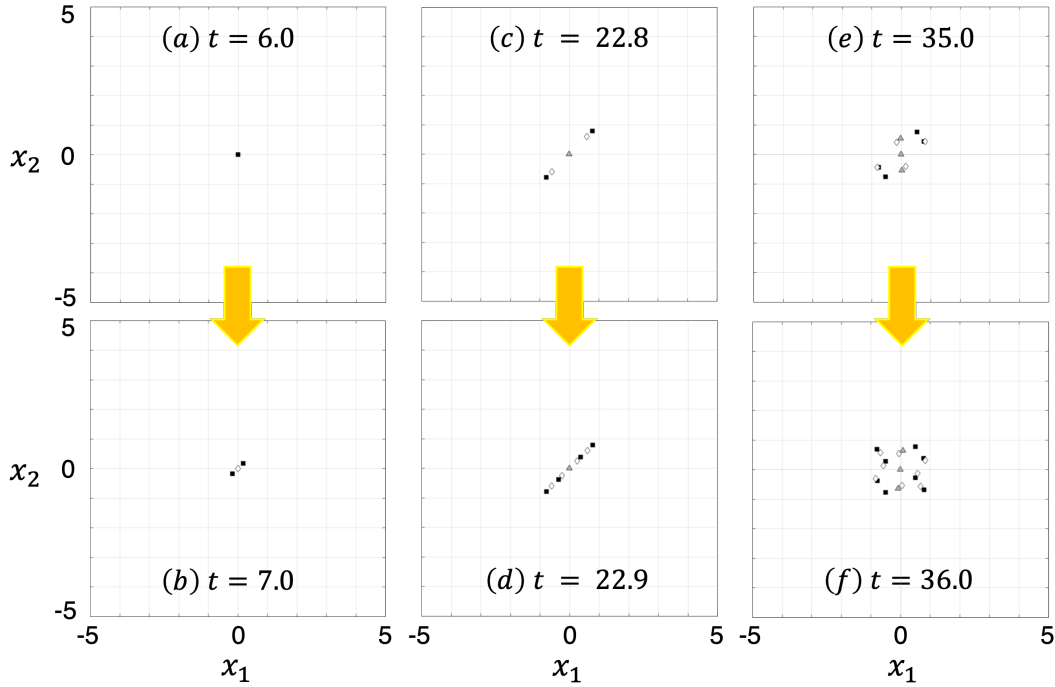 5
(a) t = 6.0
(c) t = 22.8
(e) t = 35.0
x₂
0
-5
5
x₂
0
(b) t = 7.0
(d) t = 22.9
(f) t = 36.0
-5
-5 0 5
-5 0 5
-5 0 5
x₁
x₁
x₁